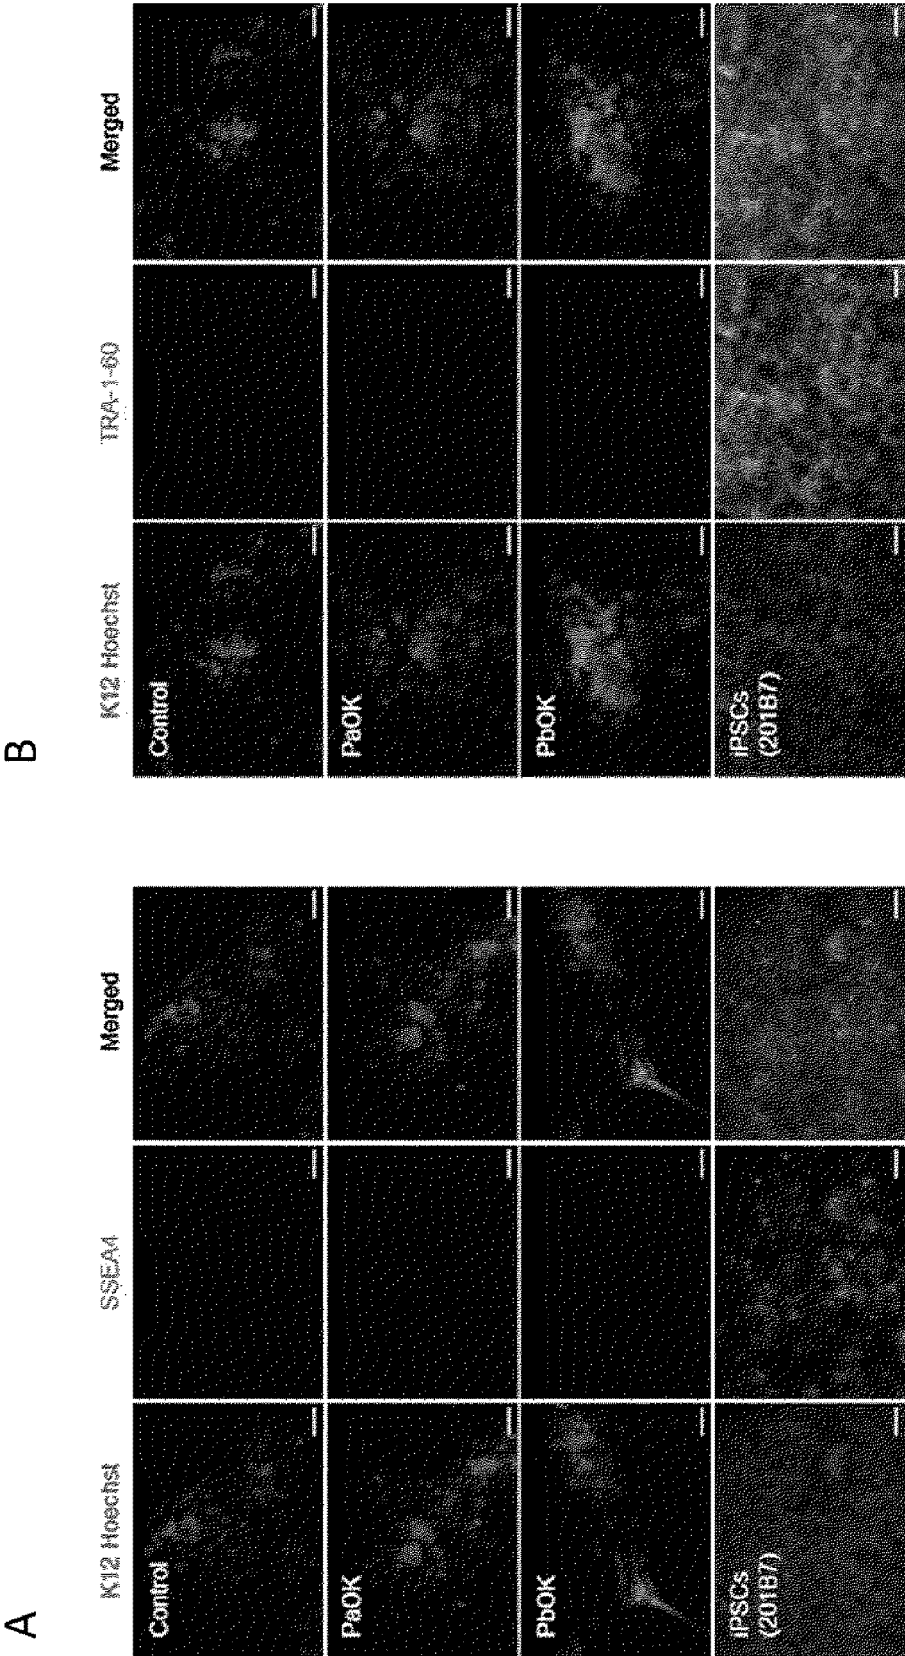 A
K12 Hoechst
SSEA4
Merged
Control
PaOK
PbOK
iPSCs
(201B7)
B
K12 Hoechst
TRA-1-60
Merged
Control
PaOK
PbOK
iPSCs
(201B7)